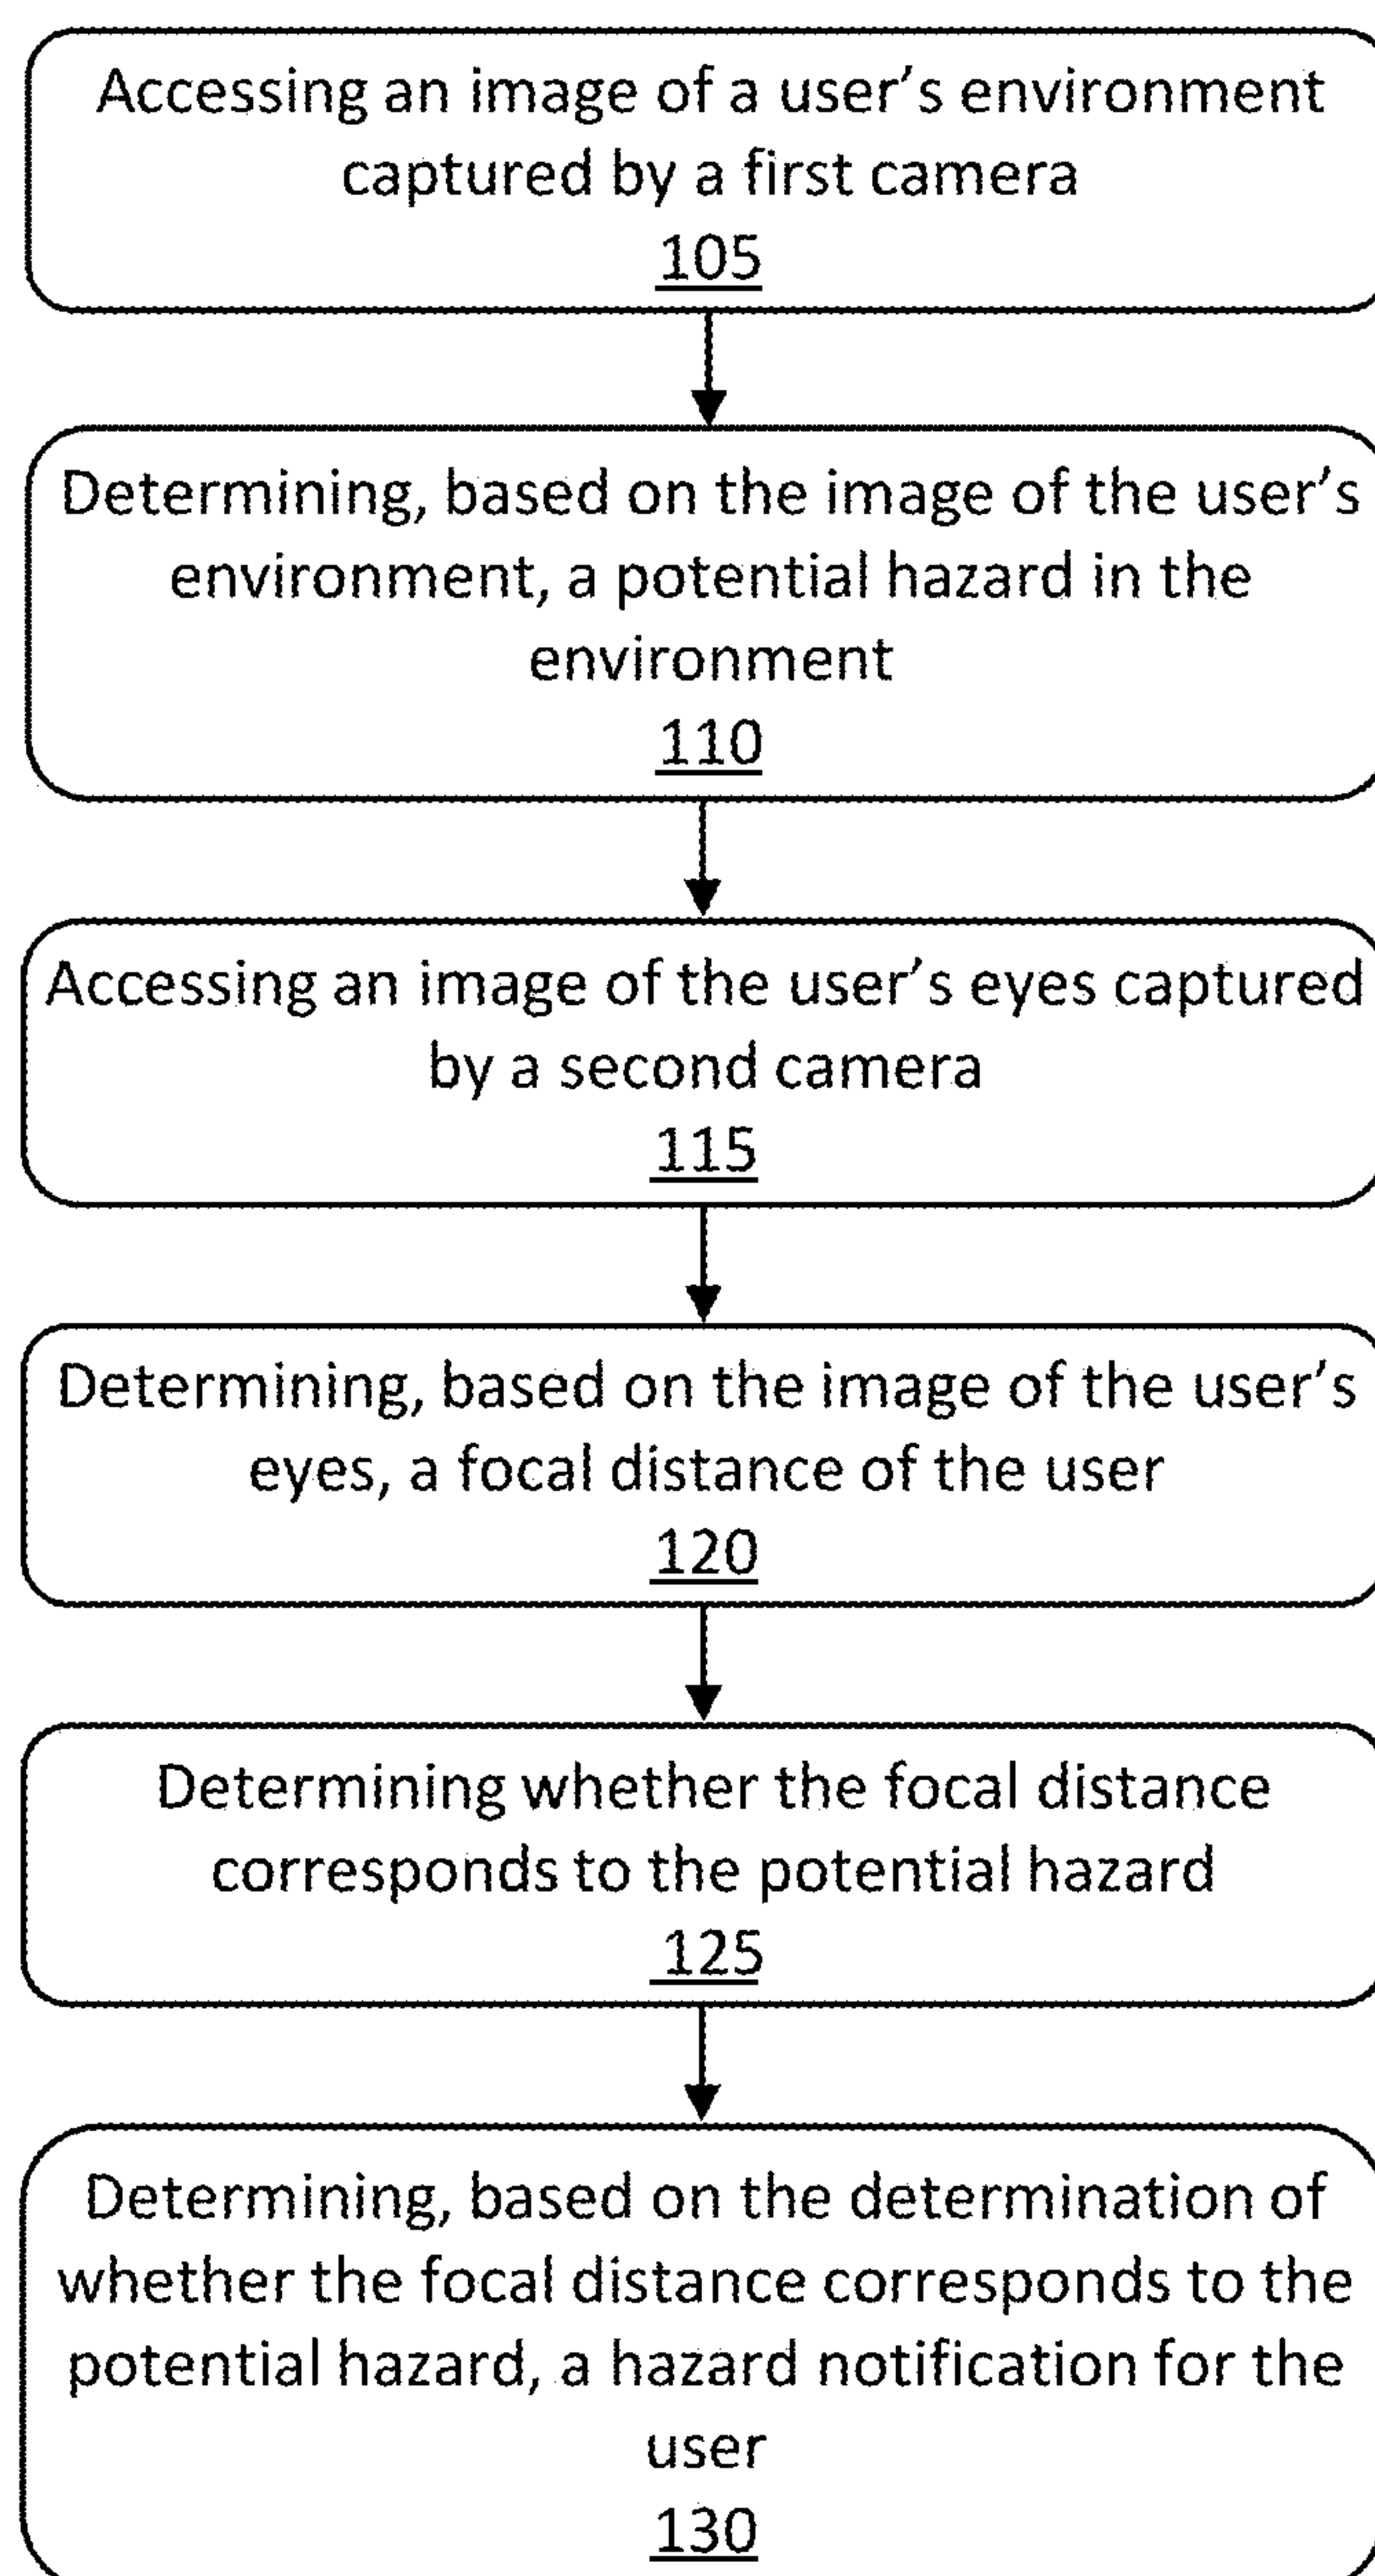 Accessing an image of a user's environment
captured by a first camera
105
Determining, based on the image of the user's
environment, a potential hazard in the
environment
110
Accessing an image of the user's eyes captured
by a second camera
115
Determining, based on the image of the user's
eyes, a focal distance of the user
120
Determining whether the focal distance
corresponds to the potential hazard
125
Determining, based on the determination of
whether the focal distance corresponds to the
potential hazard, a hazard notification for the
user
130